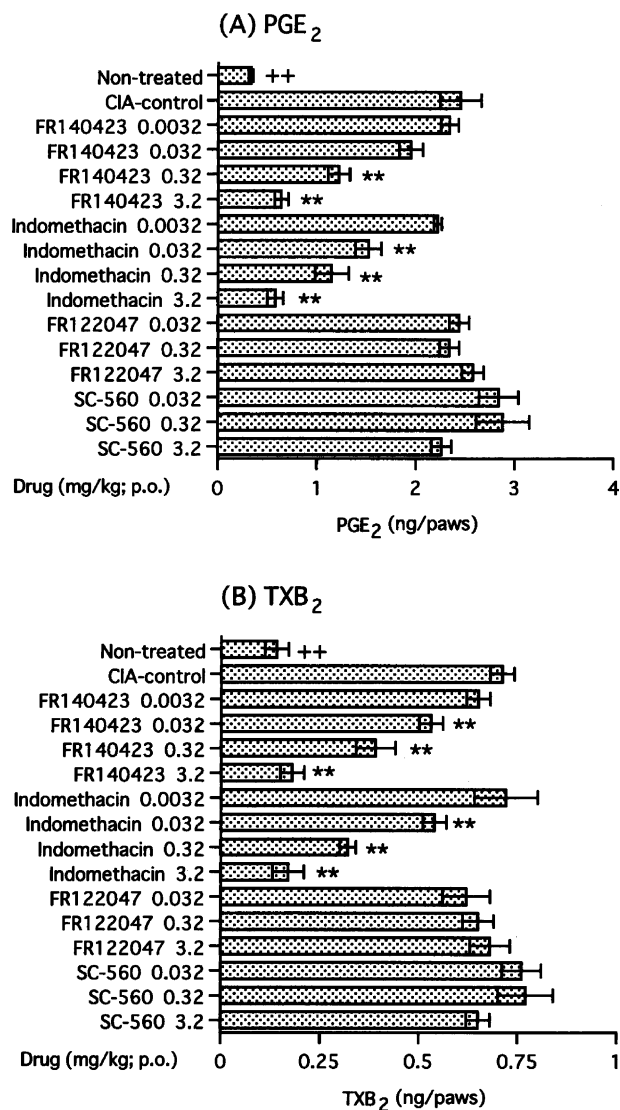 (A) PGE2
Non-treated ++
CIA-control
FR140423 0.0032
FR140423 0.032
FR140423 0.32 **
FR140423 3.2 **
Indomethacin 0.0032
Indomethacin 0.032 **
Indomethacin 0.32 **
Indomethacin 3.2 **
FR122047 0.032
FR122047 0.32
FR122047 3.2
SC-560 0.032
SC-560 0.32
SC-560 3.2
Drug (mg/kg; p.o.) 0 1 2 3 4
PGE2 (ng/paws)
(B) TXB2
Non-treated ++
CIA-control
FR140423 0.0032
FR140423 0.032 **
FR140423 0.32 **
FR140423 3.2 **
Indomethacin 0.0032
Indomethacin 0.032 **
Indomethacin 0.32 **
Indomethacin 3.2 **
FR122047 0.032
FR122047 0.32
FR122047 3.2
SC-560 0.032
SC-560 0.32
SC-560 3.2
Drug (mg/kg; p.o.) 0 0.25 0.5 0.75 1
TXB2 (ng/paws)